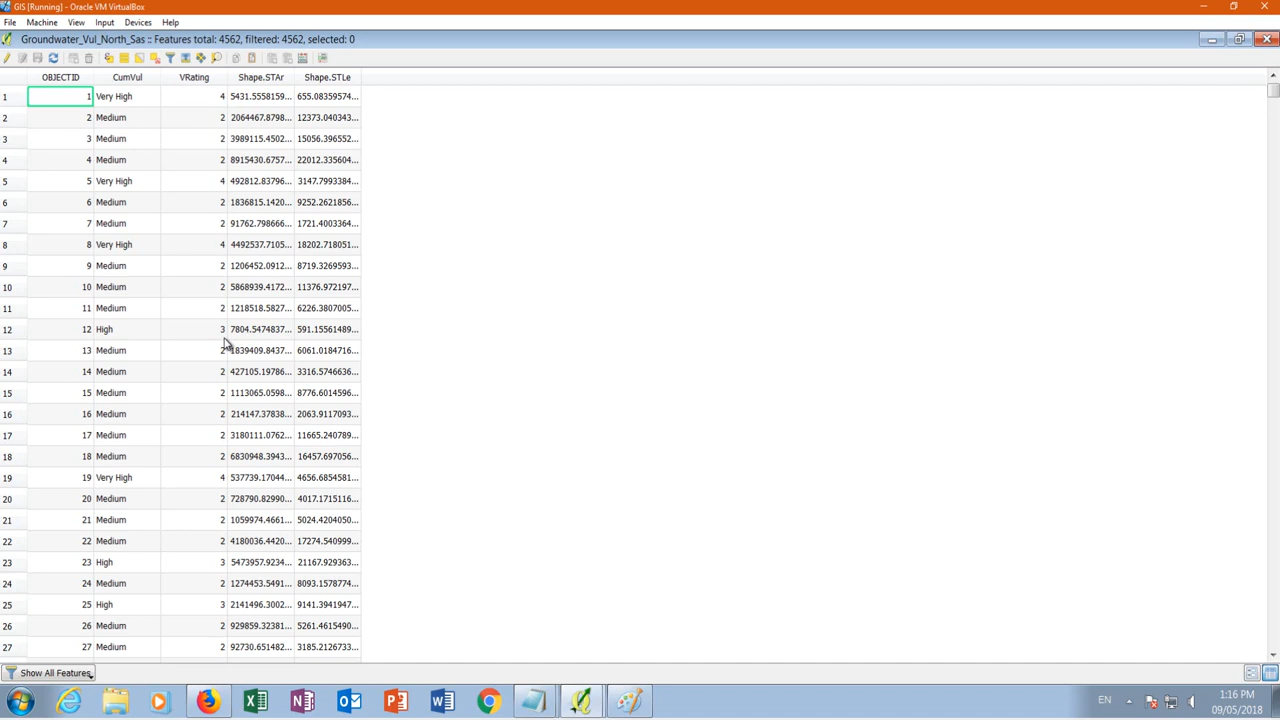 GIS [Running] - Oracle VM VirtualBox
File Machine View Input Devices Help
Groundwater_Vul_North_Sas :: Features total: 4562, filtered: 4562, selected: 0
OBJECTID CumVul VRating Shape.STAr Shape.STLe
1 1 Very High 4 5431.5558159... 655.08359574...
2 2 Medium 2 2064467.8798... 12373.040343...
3 3 Medium 2 3989115.4502... 15056.396552...
4 4 Medium 2 8915430.6757... 22012.335604...
5 5 Very High 4 492812.83796... 3147.7993384...
6 6 Medium 2 1836815.1420... 9252.2621856...
7 7 Medium 2 91762.798666... 1721.4003364...
8 8 Very High 4 4492537.7105... 18202.718051...
9 9 Medium 2 1206452.0912... 8719.3269593...
10 10 Medium 2 5868939.4172... 11376.972197...
11 11 Medium 2 1218518.5827... 6226.3807005...
12 12 High 3 7804.5474837... 591.15561489...
13 13 Medium 2 1839409.8437... 6061.0184716...
14 14 Medium 2 427105.19786... 3316.5746636...
15 15 Medium 2 1113065.0598... 8776.6014596...
16 16 Medium 2 214147.37838... 2063.9117093...
17 17 Medium 2 3180111.0762... 11665.240789...
18 18 Medium 2 6830948.3943... 16457.697056...
19 19 Very High 4 537739.17044... 4656.6854581...
20 20 Medium 2 728790.82990... 4017.1715116...
21 21 Medium 2 1059974.4661... 5024.4204050...
22 22 Medium 2 4180036.4420... 17274.540999...
23 23 High 3 5473957.9234... 21167.929363...
24 24 Medium 2 1274453.5491... 8093.1578774...
25 25 High 3 2141496.3002... 9141.3941947...
26 26 Medium 2 929859.32381... 5261.4615490...
27 27 Medium 2 92730.651482... 3185.2126733...
Show All Features
EN
1:16 PM
09/05/2018